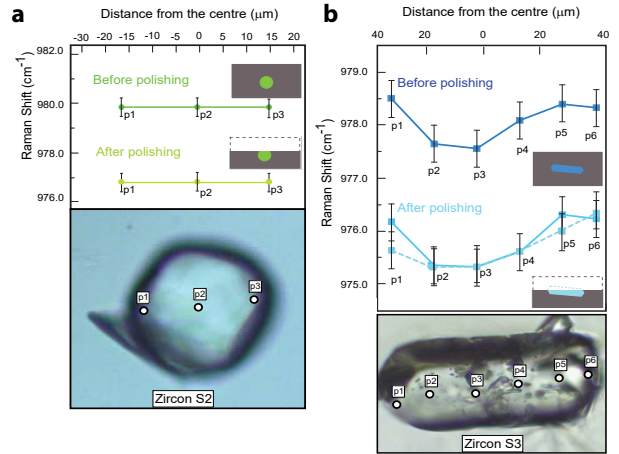 a
Distance from the centre (μm)
-30 -20 -10 0 5 10 15 20
982.0
980.0
978.0
976.0
Raman Shift (cm-1)
Before polishing
p1 p2 p3
After polishing
p1 p2 p3
p1 p2 p3
Zircon S2
b
Distance from the centre (μm)
40 20 0 20 40
979.0
978.0
977.0
976.0
975.0
Raman Shift (cm-1)
Before polishing
p1 p2 p3 p4 p5 p6
After polishing
p1 p2 p3 p4 p5 p6
p1 p2 p3 p4 p5 p6
Zircon S3